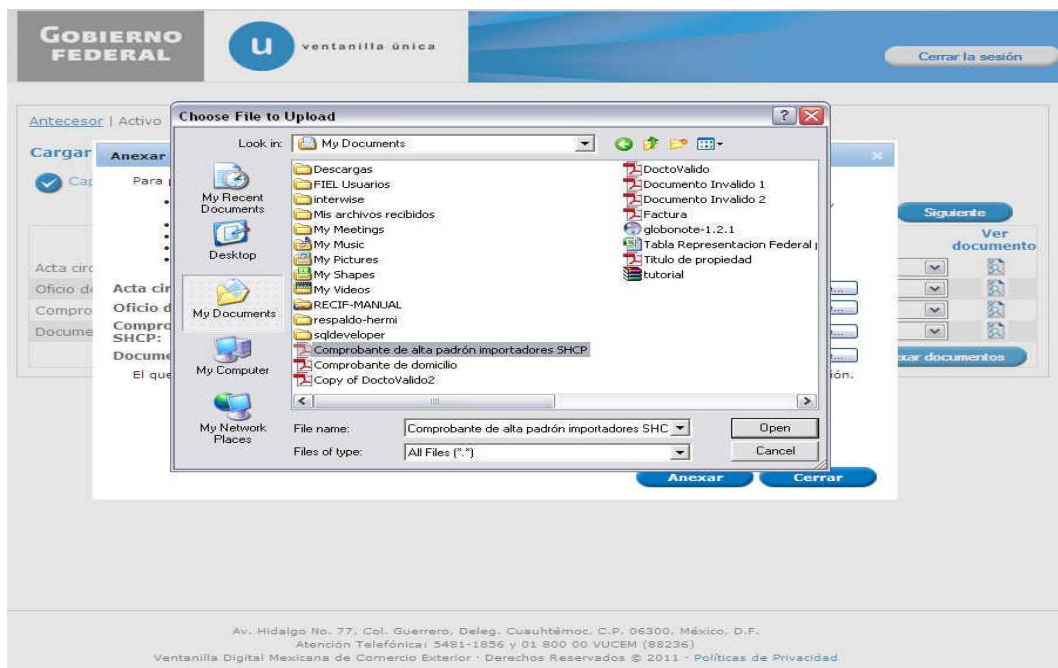 GOBIERNO
FEDERAL
u
ventanilla única
Cerrar la sesión
Antecesor | Activo
Cargar
Anexar
Para
Siguiente
Ver
documento
Acta circ
Oficio de
Compro
Docume
Acta cir
Oficio d
Compro
SHCP:
Docume
El que
ión.
documentos
Choose File to Upload
Look in:
My Documents
My Recent
Documents
Desktop
My Documents
My Computer
My Network
Places
Descargas
FIEL Usuarios
interwise
Mis archivos recibidos
My Meetings
My Music
My Pictures
My Shapes
My Videos
RECIF-MANUAL
respaldo-hermi
sqldeveloper
Comprobante de alta padrón importadores SHCP
Comprobante de domicilio
Copy of DoctoValido2
DoctoValido
Documento Invalido 1
Documento Invalido 2
Factura
globonote-1.2.1
Tabla Representacion Federal
Titulo de propiedad
tutorial
File name:
Comprobante de alta padrón importadores SHC
Open
Files of type:
All Files (*.*)
Cancel
Anexar
Cerrar
Av. Hidalgo No. 77, Col. Guerrero, Deleg. Cuauhtémoc, C.P. 06300, México, D.F.
Atención Telefónica: 5481-1856 y 01 800 00 VUCEM (88236)
Ventanilla Digital Mexicana de Comercio Exterior · Derechos Reservados © 2011 · Políticas de Privacidad